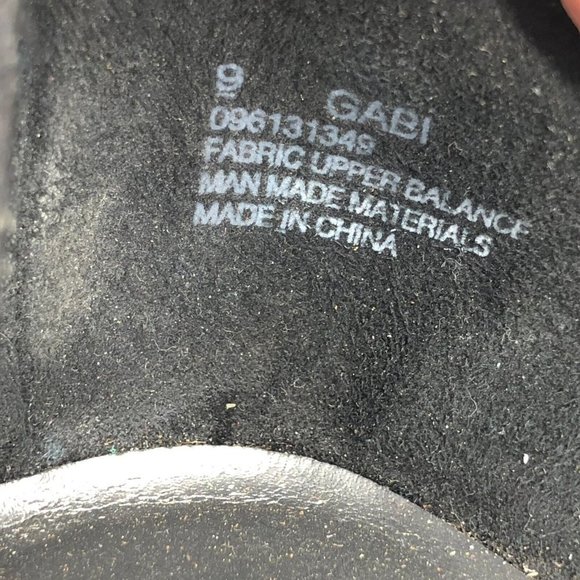 9 GABI
096131349
FABRIC UPPER BALANCE
MAN MADE MATERIALS
MADE IN CHINA